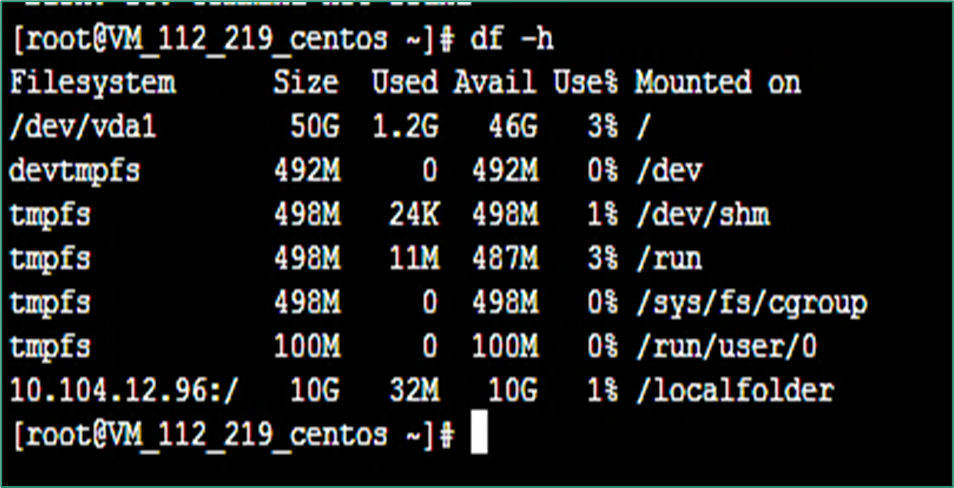 [root@VM_112_219_centos ~]# df -h
Filesystem Size Used Avail Use% Mounted on
/dev/vda1 50G 1.2G 46G 3% /
devtmpfs 492M 0 492M 0% /dev
tmpfs 498M 24K 498M 1% /dev/shm
tmpfs 498M 11M 487M 3% /run
tmpfs 498M 0 498M 0% /sys/fs/cgroup
tmpfs 100M 0 100M 0% /run/user/0
10.104.12.96:/ 10G 32M 10G 1% /localfolder
[root@VM_112_219_centos ~]#